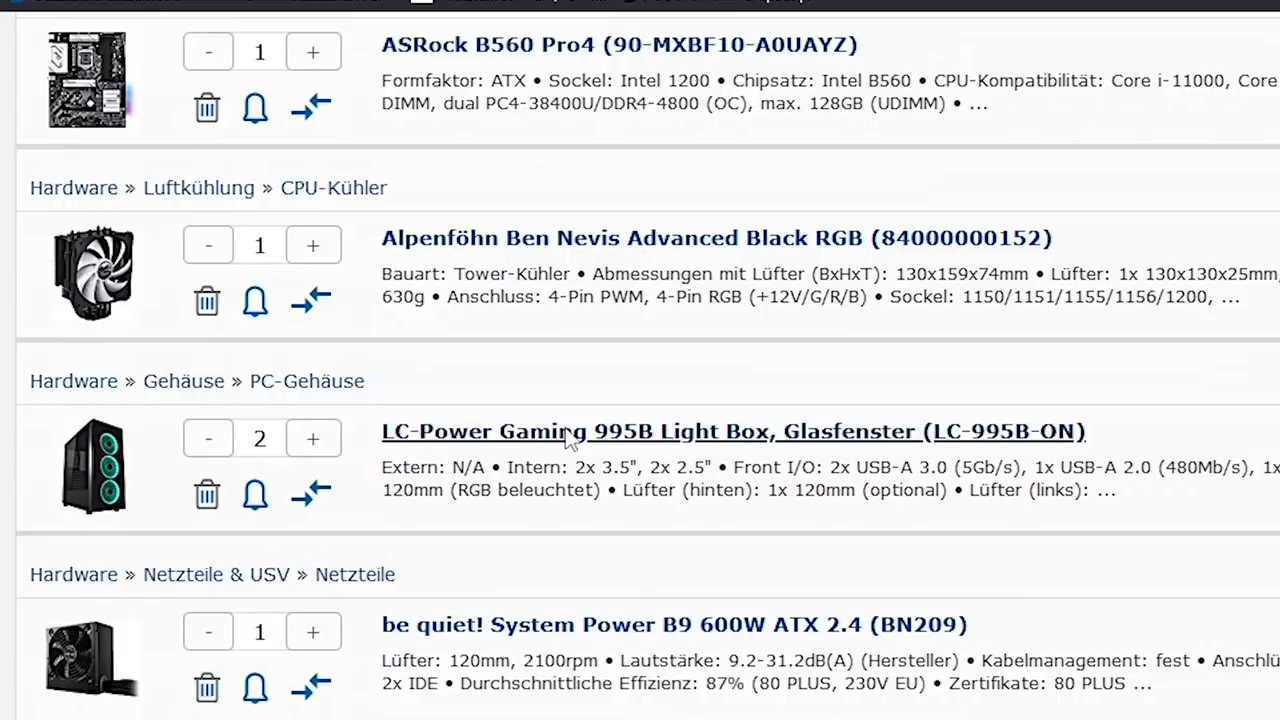 - 1 +
ASRock B560 Pro4 (90-MXBF10-A0UAYZ)
Formfaktor: ATX • Sockel: Intel 1200 • Chipsatz: Intel B560 • CPU-Kompatibilität: Core i-11000, Core
DIMM, dual PC4-38400U/DDR4-4800 (OC), max. 128GB (UDIMM) • ...
Hardware » Luftkühlung » CPU-Kühler
- 1 +
Alpenföhn Ben Nevis Advanced Black RGB (84000000152)
Bauart: Tower-Kühler • Abmessungen mit Lüfter (BxHxT): 130x159x74mm • Lüfter: 1x 130x130x25mm,
630g • Anschluss: 4-Pin PWM, 4-Pin RGB (+12V/G/R/B) • Sockel: 1150/1151/1155/1156/1200, ...
Hardware » Gehäuse » PC-Gehäuse
- 2 +
LC-Power Gaming 995B Light Box, Glasfenster (LC-995B-ON)
Extern: N/A • Intern: 2x 3.5", 2x 2.5" • Front I/O: 2x USB-A 3.0 (5Gb/s), 1x USB-A 2.0 (480Mb/s), 1x
120mm (RGB beleuchtet) • Lüfter (hinten): 1x 120mm (optional) • Lüfter (links): ...
Hardware » Netzteile & USV » Netzteile
- 1 +
be quiet! System Power B9 600W ATX 2.4 (BN209)
Lüfter: 120mm, 2100rpm • Lautstärke: 9.2-31.2dB(A) (Hersteller) • Kabelmanagement: fest • Anschlü
2x IDE • Durchschnittliche Effizienz: 87% (80 PLUS, 230V EU) • Zertifikate: 80 PLUS ...